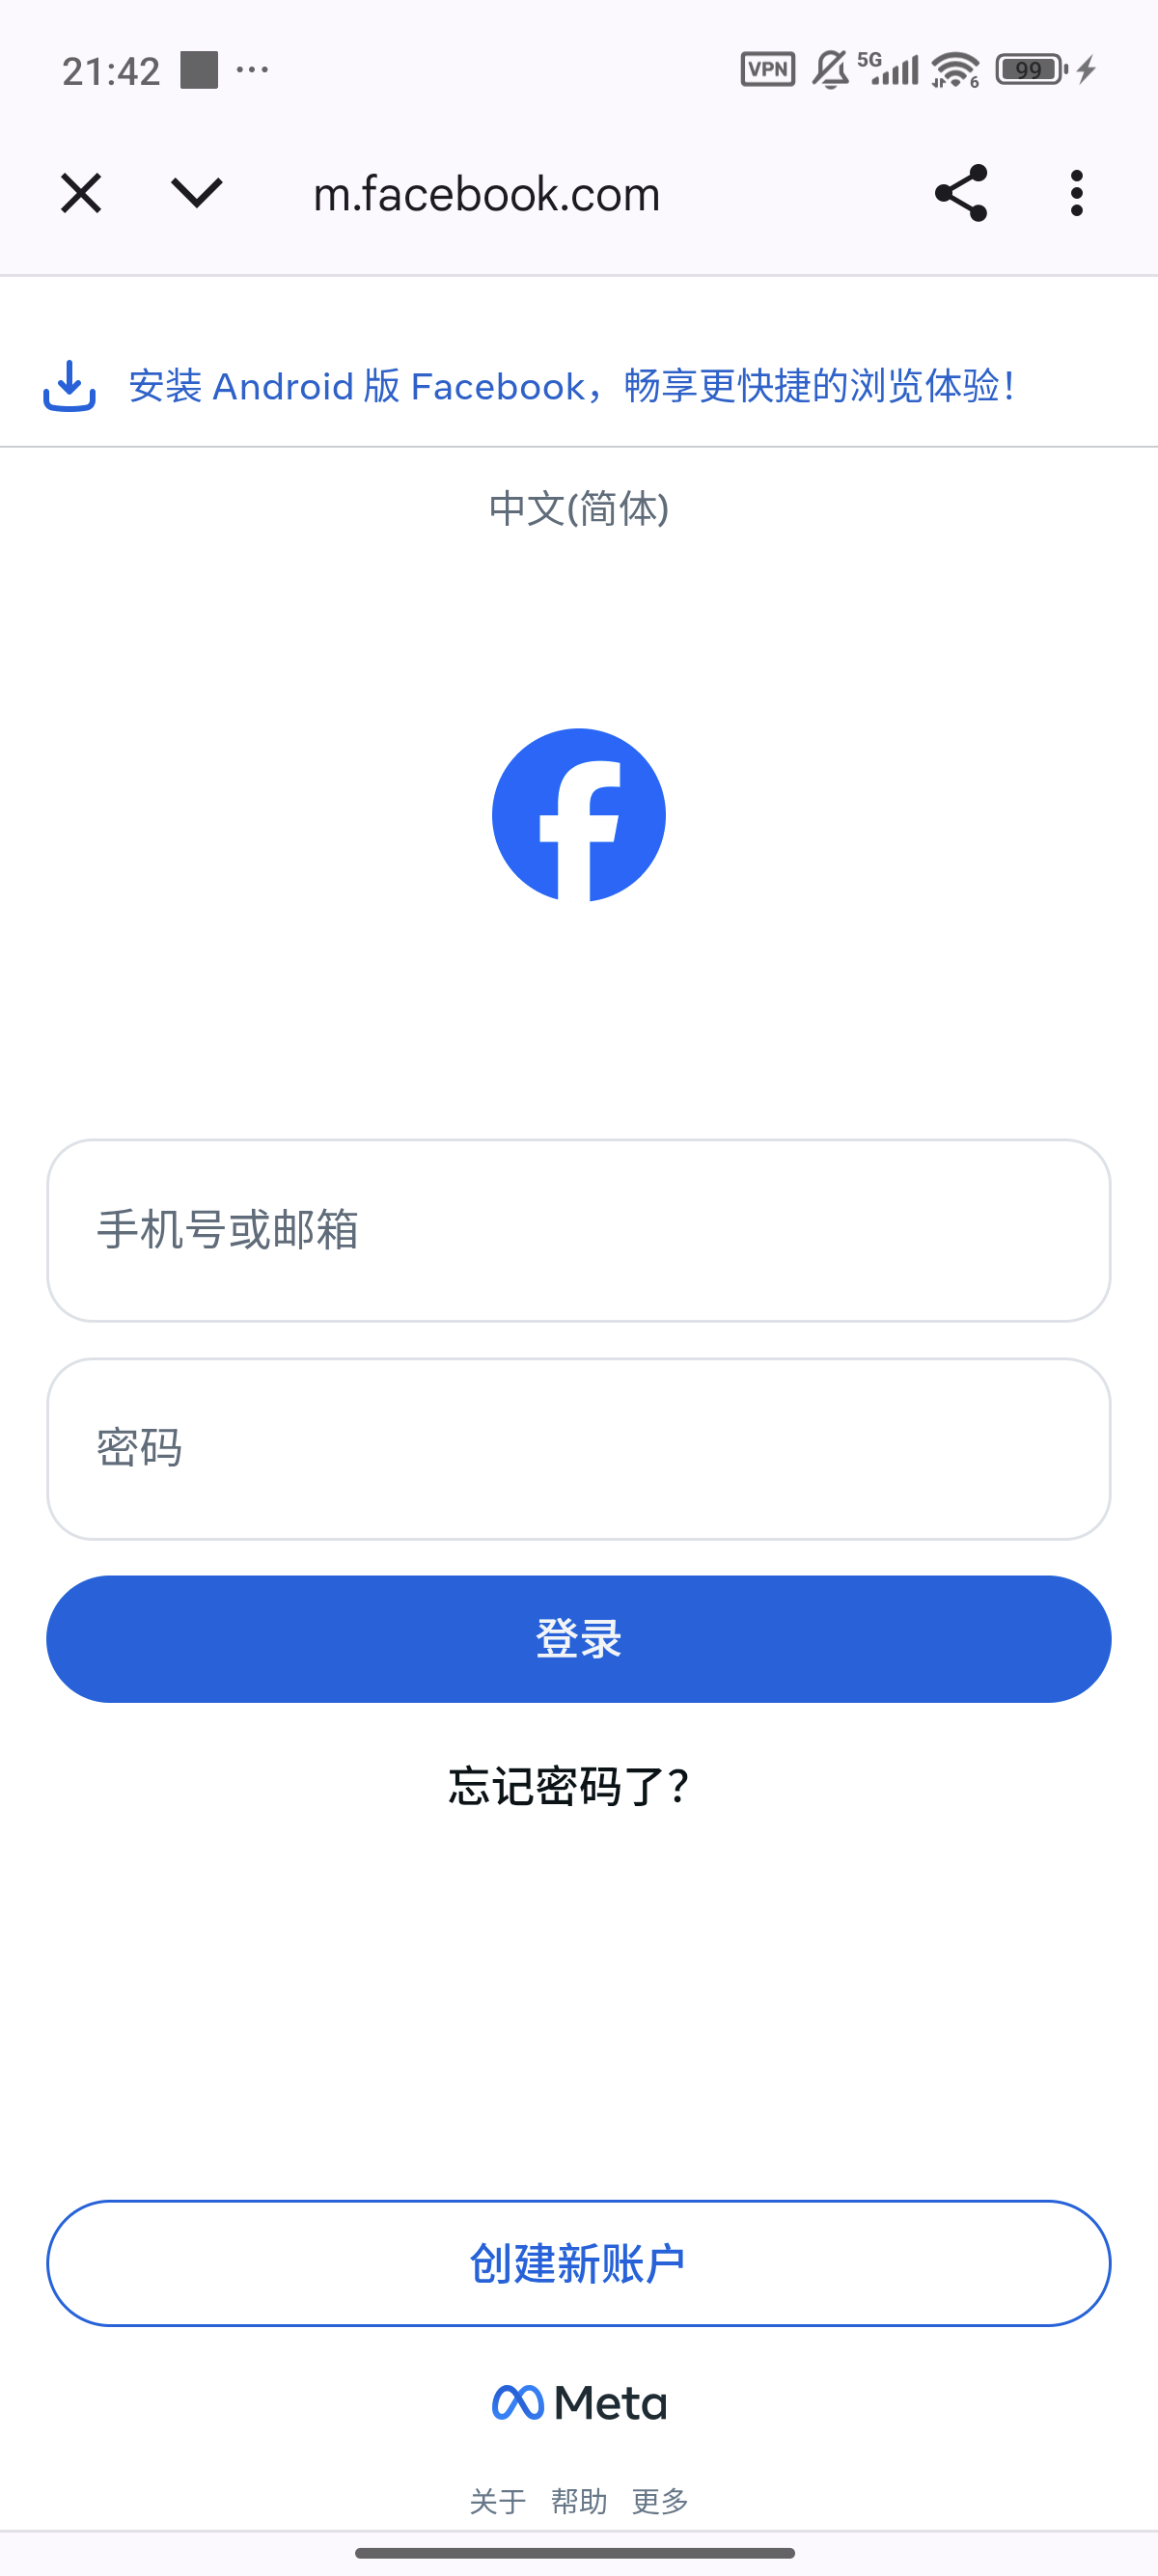 21:42 ... VPN 5G 6 99
m.facebook.com
安装 Android 版 Facebook，畅享更快捷的浏览体验！
中文(简体)
手机号或邮箱
密码
登录
忘记密码了？
创建新账户
Meta
关于 帮助 更多